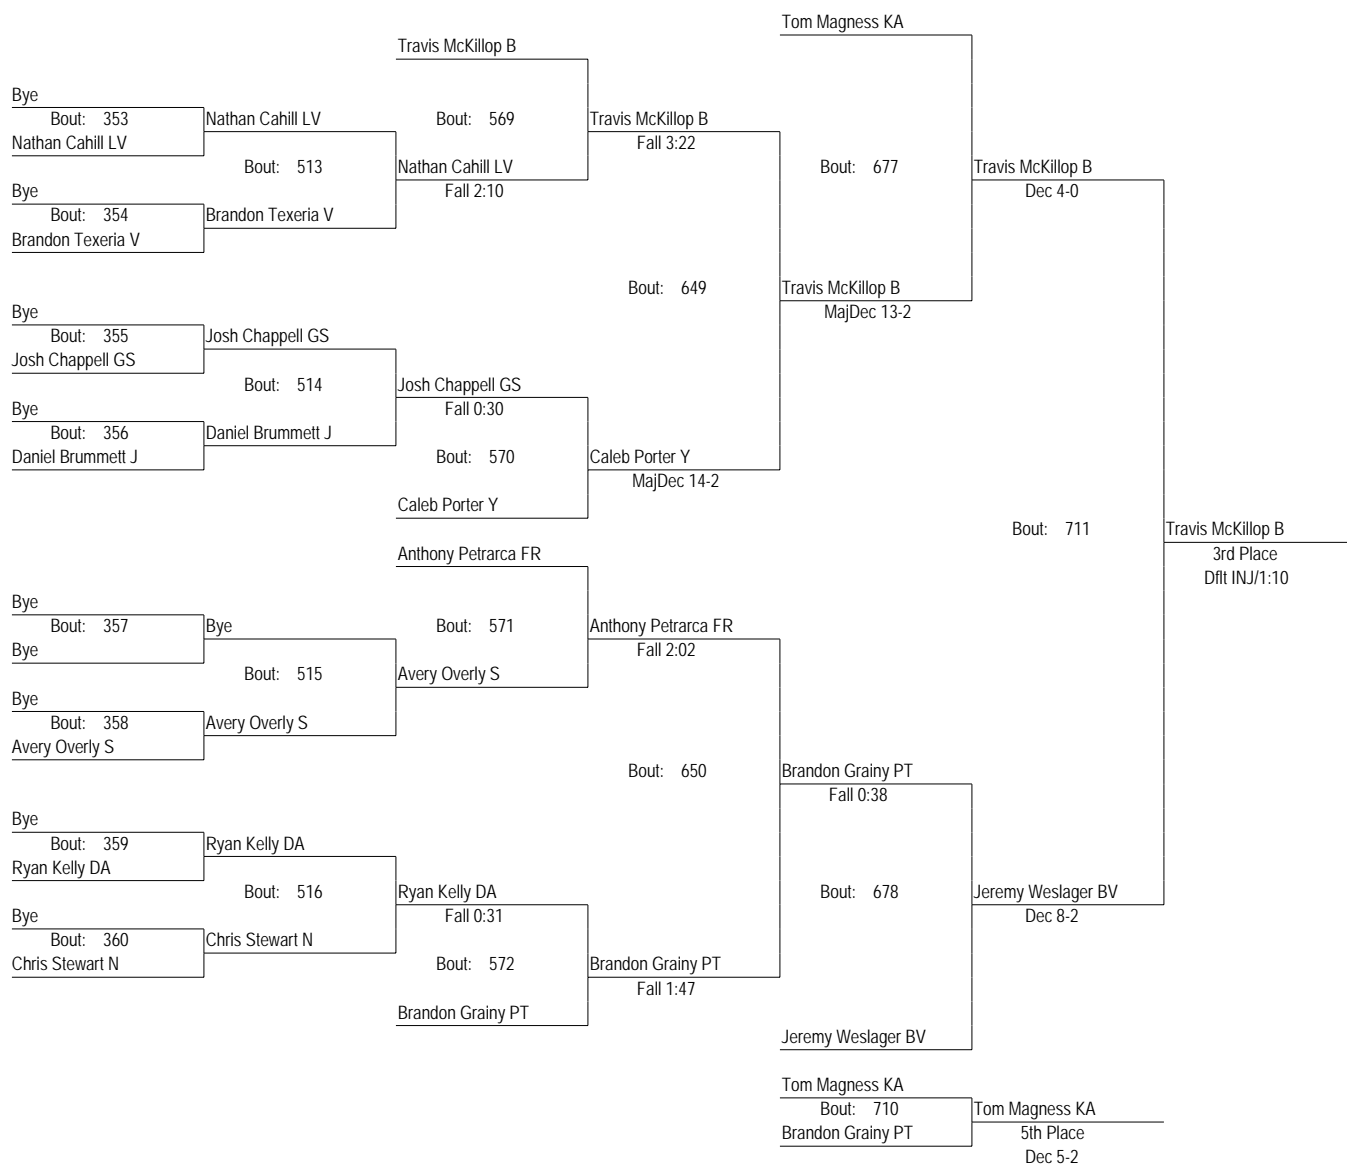 Tom Magness KA
Travis McKillop B
Bye
Bout: 353
Nathan Cahill LV
Bout: 569
Travis McKillop B
Nathan Cahill LV
Fall 3:22
Bout: 513
Nathan Cahill LV
Bout: 677
Travis McKillop B
Bye
Fall 2:10
Dec 4-0
Bout: 354
Brandon Texeria V
Brandon Texeria V
Bout: 649
Travis McKillop B
Bye
MajDec 13-2
Bout: 355
Josh Chappell GS
Josh Chappell GS
Bout: 514
Josh Chappell GS
Bye
Fall 0:30
Bout: 356
Daniel Brummett J
Daniel Brummett J
Bout: 570
Caleb Porter Y
MajDec 14-2
Caleb Porter Y
Bout: 711
Travis McKillop B
Anthony Petrarca FR
3rd Place
Dflt INJ/1:10
Bye
Bout: 357
Bye
Bout: 571
Anthony Petrarca FR
Bye
Fall 2:02
Bout: 515
Avery Overly S
Bye
Bout: 358
Avery Overly S
Avery Overly S
Bout: 650
Brandon Grainy PT
Fall 0:38
Bye
Bout: 359
Ryan Kelly DA
Ryan Kelly DA
Bout: 516
Ryan Kelly DA
Bout: 678
Jeremy Weslager BV
Bye
Fall 0:31
Dec 8-2
Bout: 360
Chris Stewart N
Chris Stewart N
Bout: 572
Brandon Grainy PT
Fall 1:47
Brandon Grainy PT
Jeremy Weslager BV
Tom Magness KA
Bout: 710
Tom Magness KA
Brandon Grainy PT
5th Place
Dec 5-2